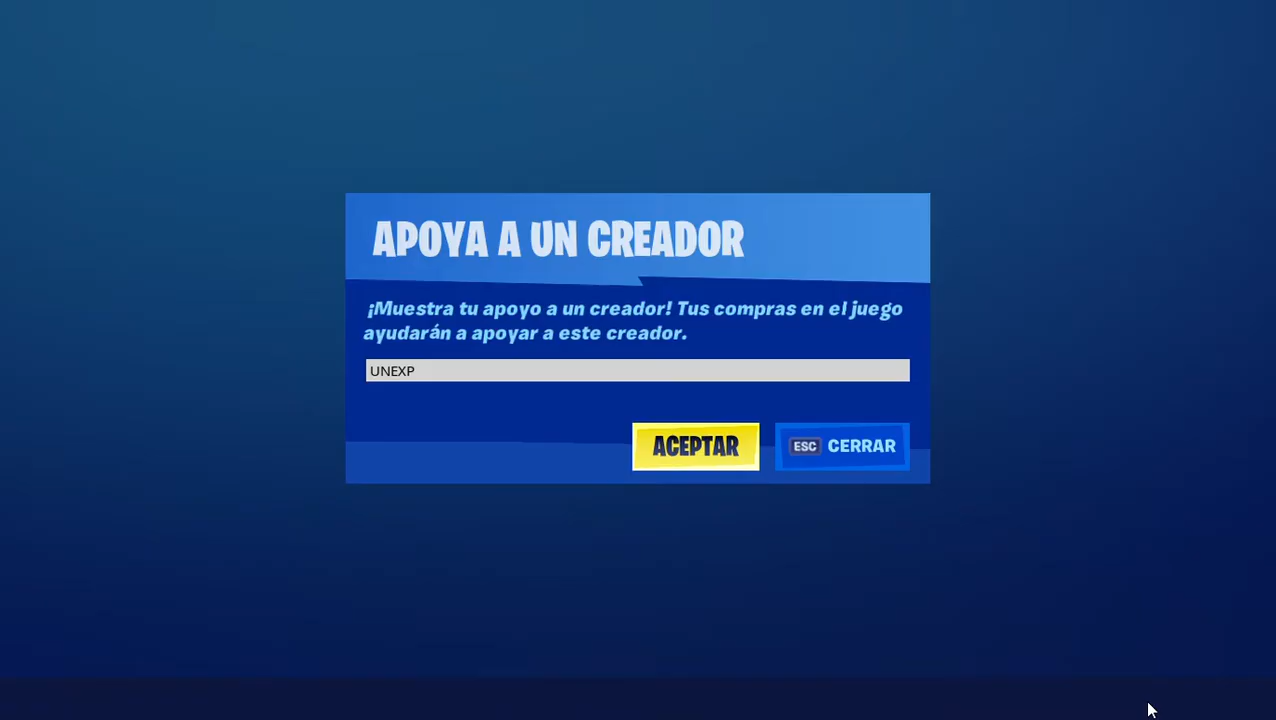 APOYA A UN CREADOR
¡Muestra tu apoyo a un creador! Tus compras en el juego
ayudarán a apoyar a este creador.
UNEXP
ACEPTAR
ESC CERRAR